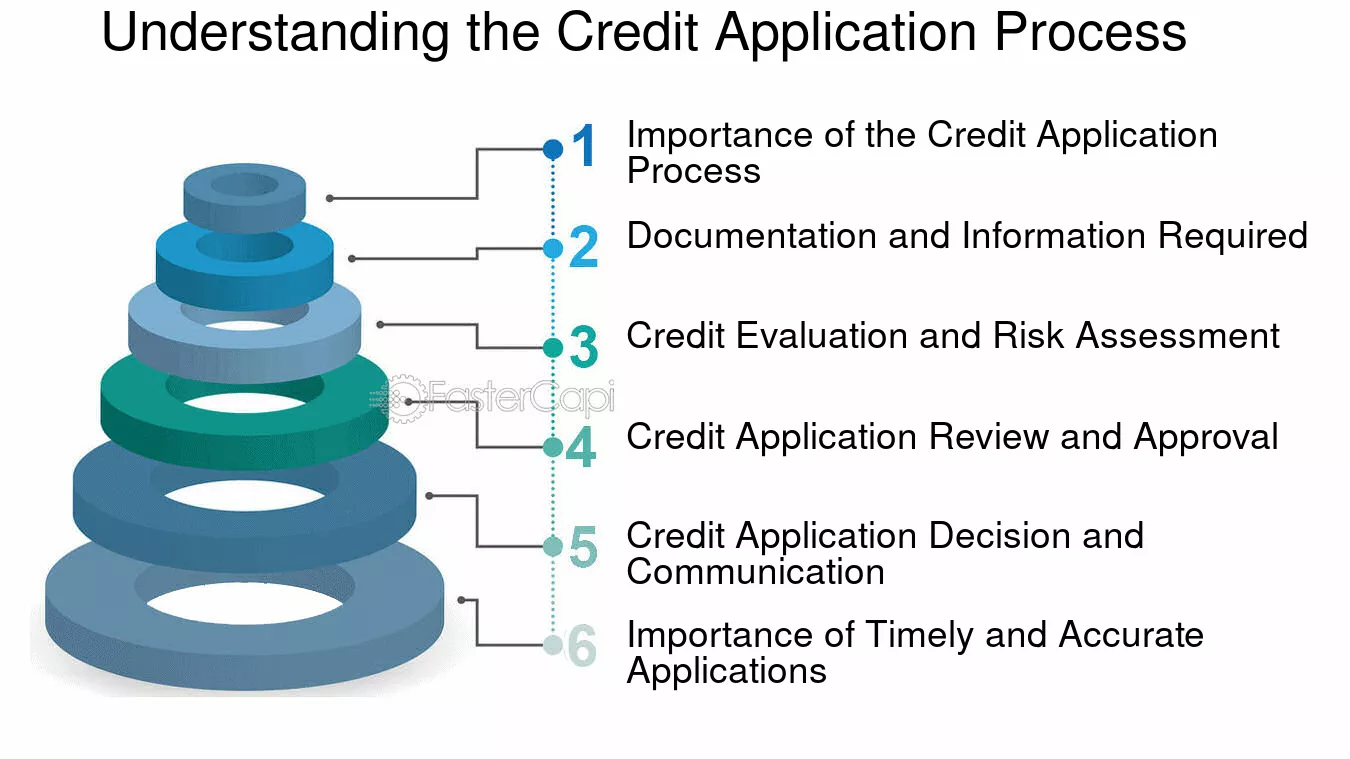 Understanding the Credit Application Process
1 Importance of the Credit Application
Process
2 Documentation and Information Required
3 Credit Evaluation and Risk Assessment
FasterCapi
4 Credit Application Review and Approval
5 Credit Application Decision and
Communication
6 Importance of Timely and Accurate
Applications